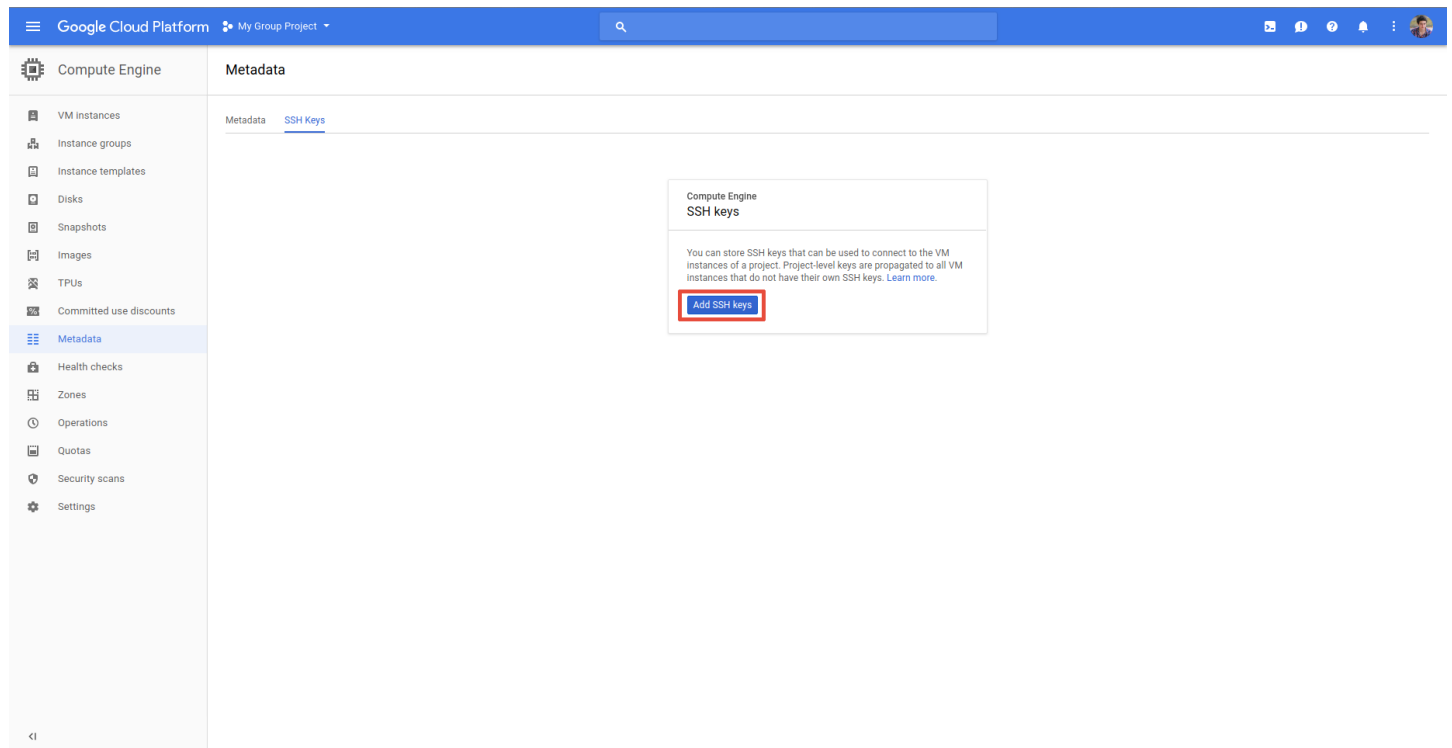 Google Cloud Platform My Group Project
Compute Engine
Metadata
VM instances
Instance groups
Instance templates
Disks
Snapshots
Images
TPUs
Committed use discounts
Metadata
Health checks
Zones
Operations
Quotas
Security scans
Settings
Metadata SSH Keys
Compute Engine
SSH keys
You can store SSH keys that can be used to connect to the VM
instances of a project. Project-level keys are propagated to all VM
instances that do not have their own SSH keys. Learn more.
Add SSH keys